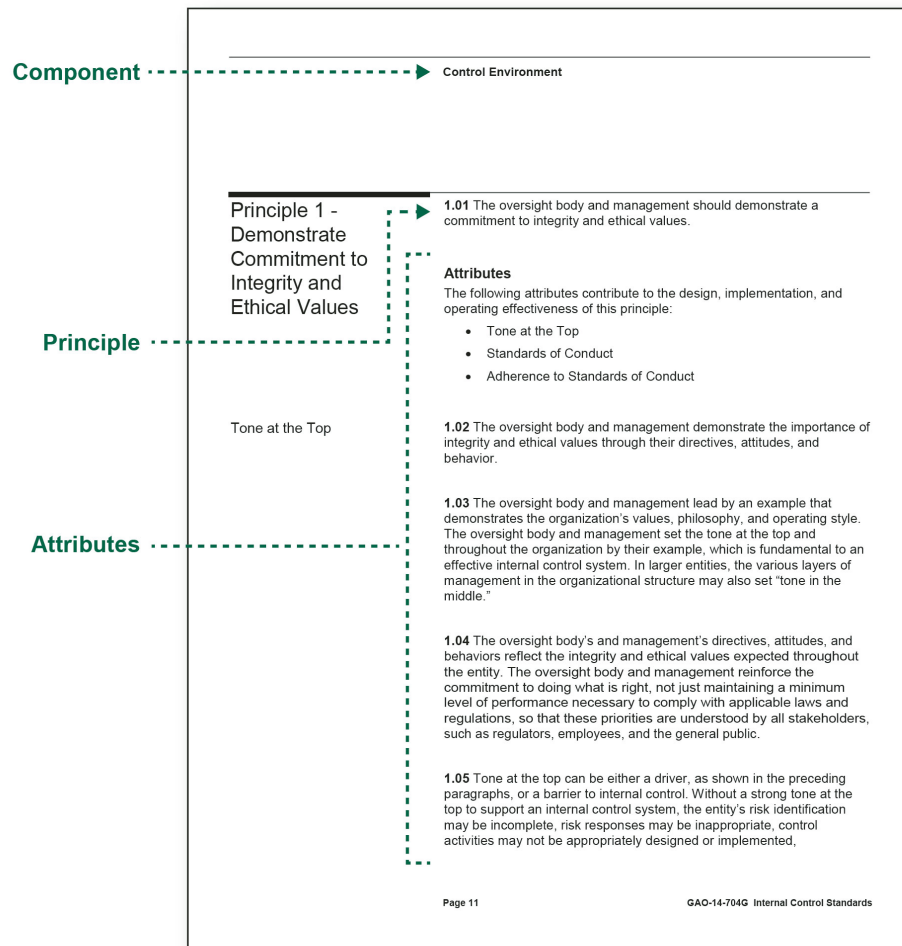 Component
Control Environment
Principle 1 -
Demonstrate
Commitment to
Integrity and
Ethical Values
1.01 The oversight body and management should demonstrate a
commitment to integrity and ethical values.
Attributes
The following attributes contribute to the design, implementation, and
operating effectiveness of this principle:
• Tone at the Top
• Standards of Conduct
• Adherence to Standards of Conduct
Principle
Tone at the Top
1.02 The oversight body and management demonstrate the importance of
integrity and ethical values through their directives, attitudes, and
behavior.
1.03 The oversight body and management lead by an example that
demonstrates the organization’s values, philosophy, and operating style.
The oversight body and management set the tone at the top and
throughout the organization by their example, which is fundamental to an
effective internal control system. In larger entities, the various layers of
management in the organizational structure may also set “tone in the
middle.”
Attributes
1.04 The oversight body’s and management’s directives, attitudes, and
behaviors reflect the integrity and ethical values expected throughout
the entity. The oversight body and management reinforce the
commitment to doing what is right, not just maintaining a minimum
level of performance necessary to comply with applicable laws and
regulations, so that these priorities are understood by all stakeholders,
such as regulators, employees, and the general public.
1.05 Tone at the top can be either a driver, as shown in the preceding
paragraphs, or a barrier to internal control. Without a strong tone at the
top to support an internal control system, the entity’s risk identification
may be incomplete, risk responses may be inappropriate, control
activities may not be appropriately designed or implemented,
Page 11
GAO-14-704G Internal Control Standards